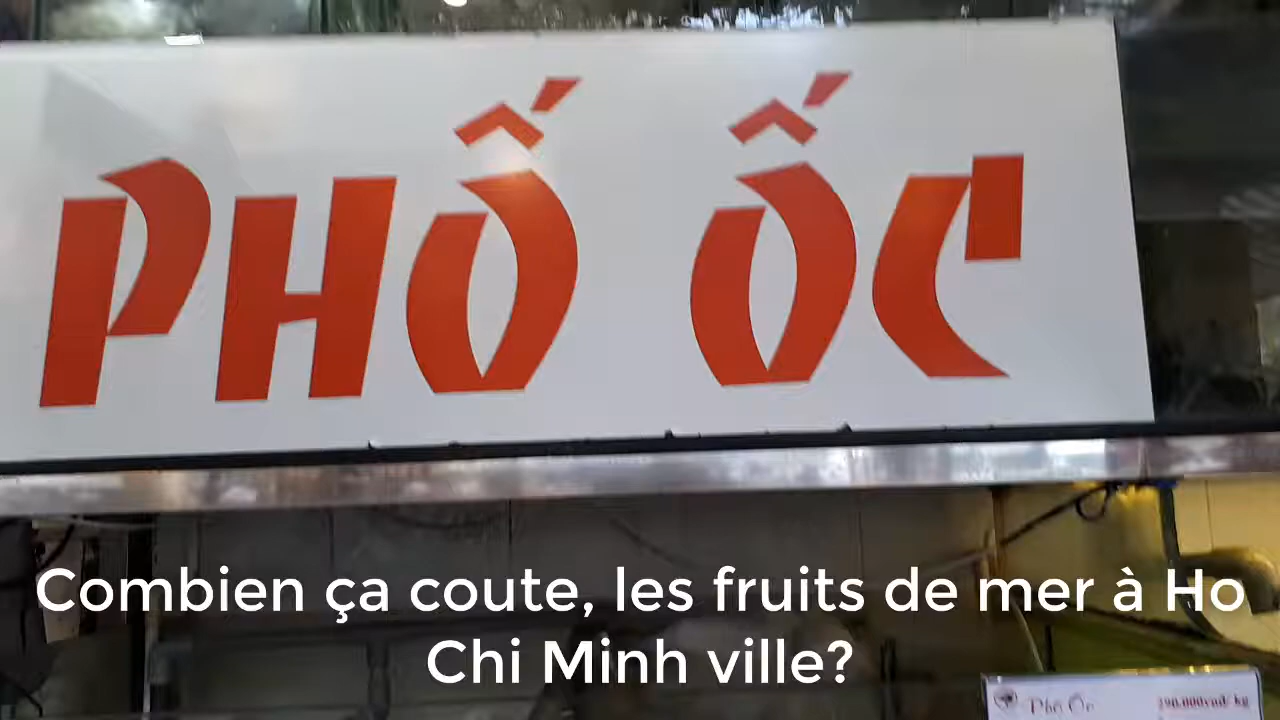 PHỐ ỐC
Combien ça coute, les fruits de mer à Ho
Chi Minh ville?
Phố Ốc